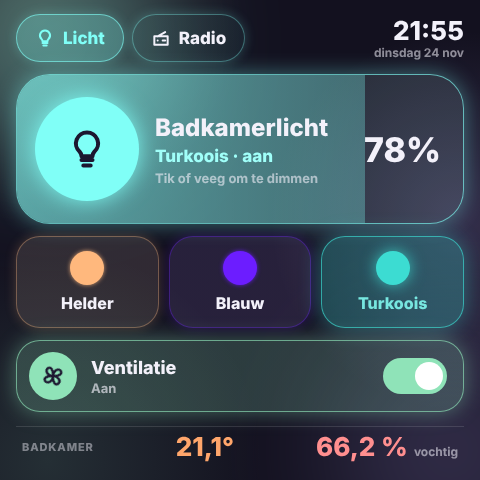 Licht
Radio
21:55
dinsdag 24 nov
Badkamerlicht
Turkoois · aan
Tik of veeg om te dimmen
78%
Helder
Blauw
Turkoois
Ventilatie
Aan
BADKAMER
21,1°
66,2 % vochtig